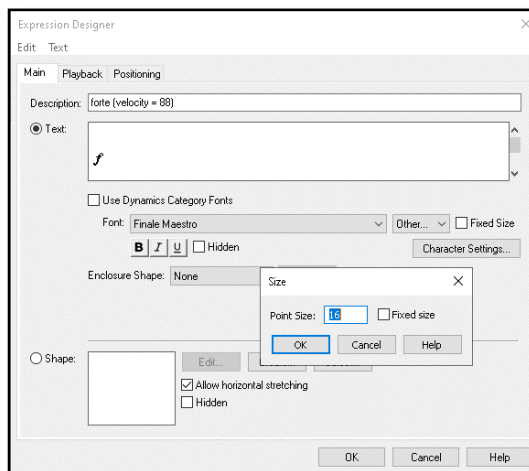 Expression Designer
Edit Text
Main Playback Positioning
Description: forte (velocity = 88)
Text:
f
Use Dynamics Category Fonts
Font: Finale Maestro Other... Fixed Size
B I U Hidden Character Settings...
Enclosure Shape: None
Size
Point Size: 16 Fixed size
OK Cancel Help
Shape: Edit...
Allow horizontal stretching
Hidden
OK Cancel Help